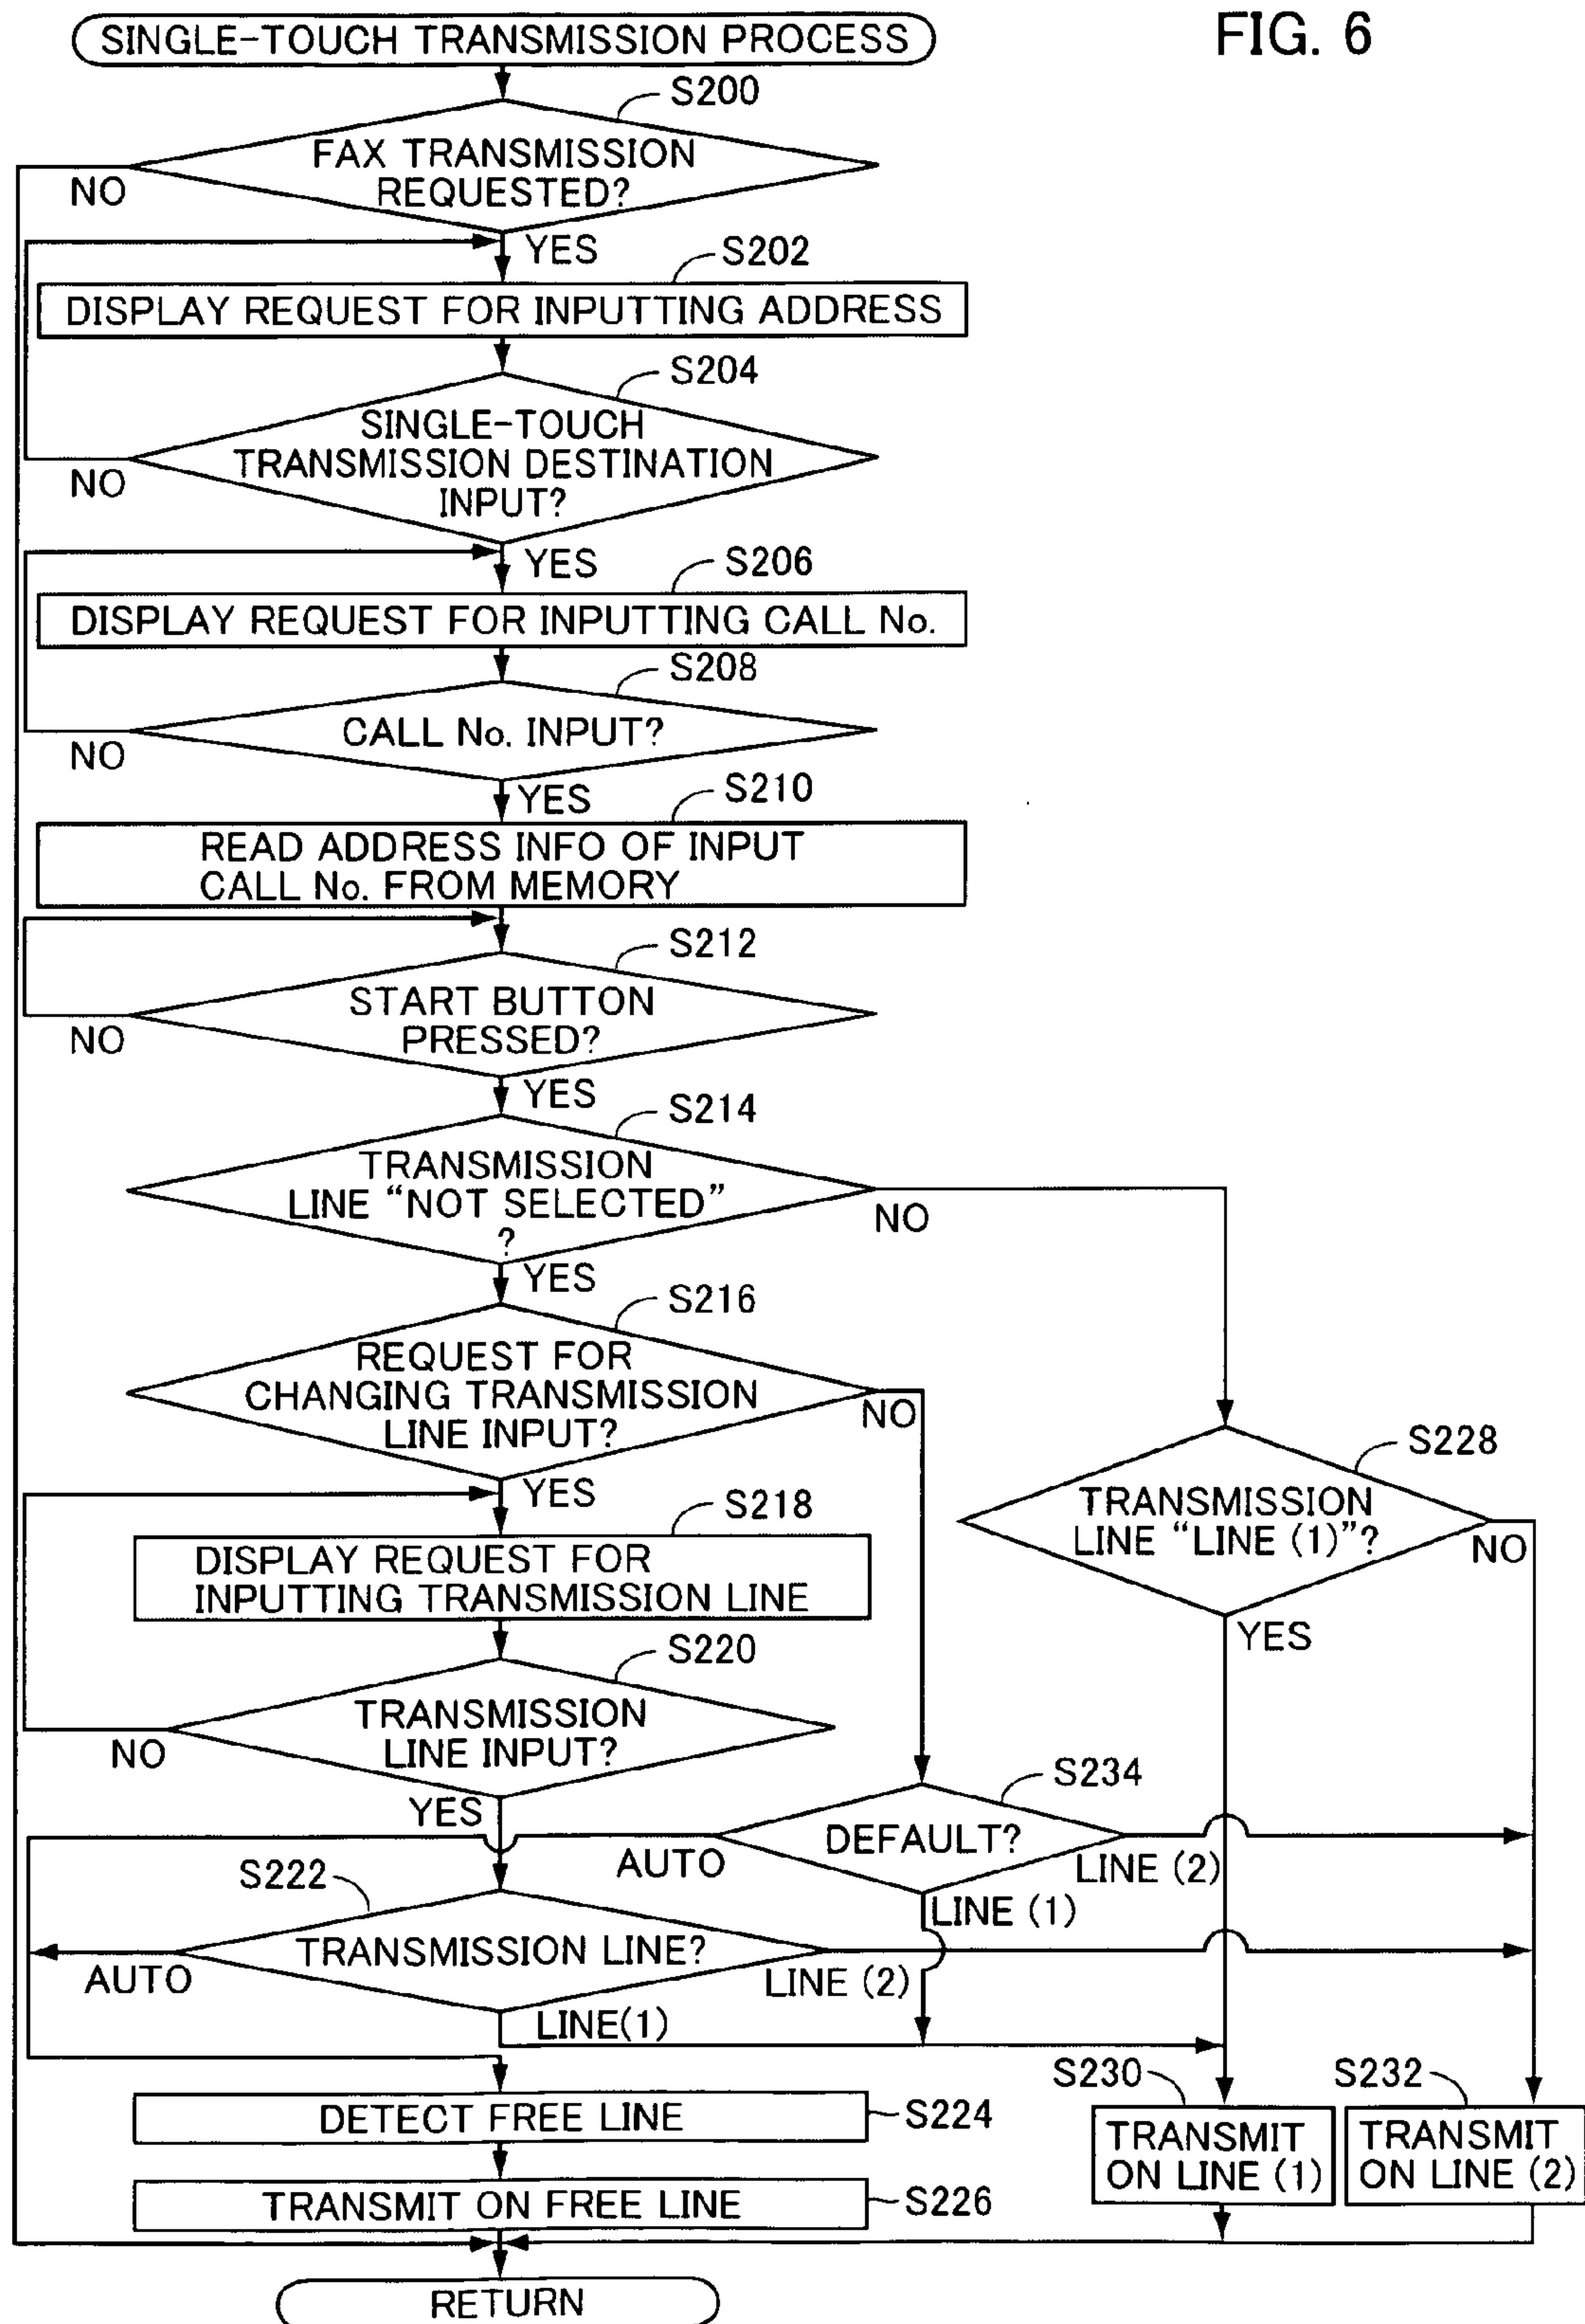 FIG. 6
SINGLE-TOUCH TRANSMISSION PROCESS
S200
FAX TRANSMISSION
REQUESTED?
NO
YES
S202
DISPLAY REQUEST FOR INPUTTING ADDRESS
S204
SINGLE-TOUCH
TRANSMISSION DESTINATION
INPUT?
NO
YES
S206
DISPLAY REQUEST FOR INPUTTING CALL No.
S208
CALL No. INPUT?
NO
YES
S210
READ ADDRESS INFO OF INPUT
CALL No. FROM MEMORY
S212
START BUTTON
PRESSED?
NO
YES
S214
TRANSMISSION
LINE “NOT SELECTED”
?
NO
YES
S216
REQUEST FOR
CHANGING TRANSMISSION
LINE INPUT?
NO
YES
S228
TRANSMISSION
LINE “LINE (1)”?
NO
YES
S218
DISPLAY REQUEST FOR
INPUTTING TRANSMISSION LINE
S220
TRANSMISSION
LINE INPUT?
NO
YES
S234
DEFAULT?
AUTO
LINE (2)
LINE (1)
S222
TRANSMISSION LINE?
AUTO
LINE (2)
LINE(1)
S224
DETECT FREE LINE
S226
TRANSMIT ON FREE LINE
S230
TRANSMIT
ON LINE (1)
S232
TRANSMIT
ON LINE (2)
RETURN